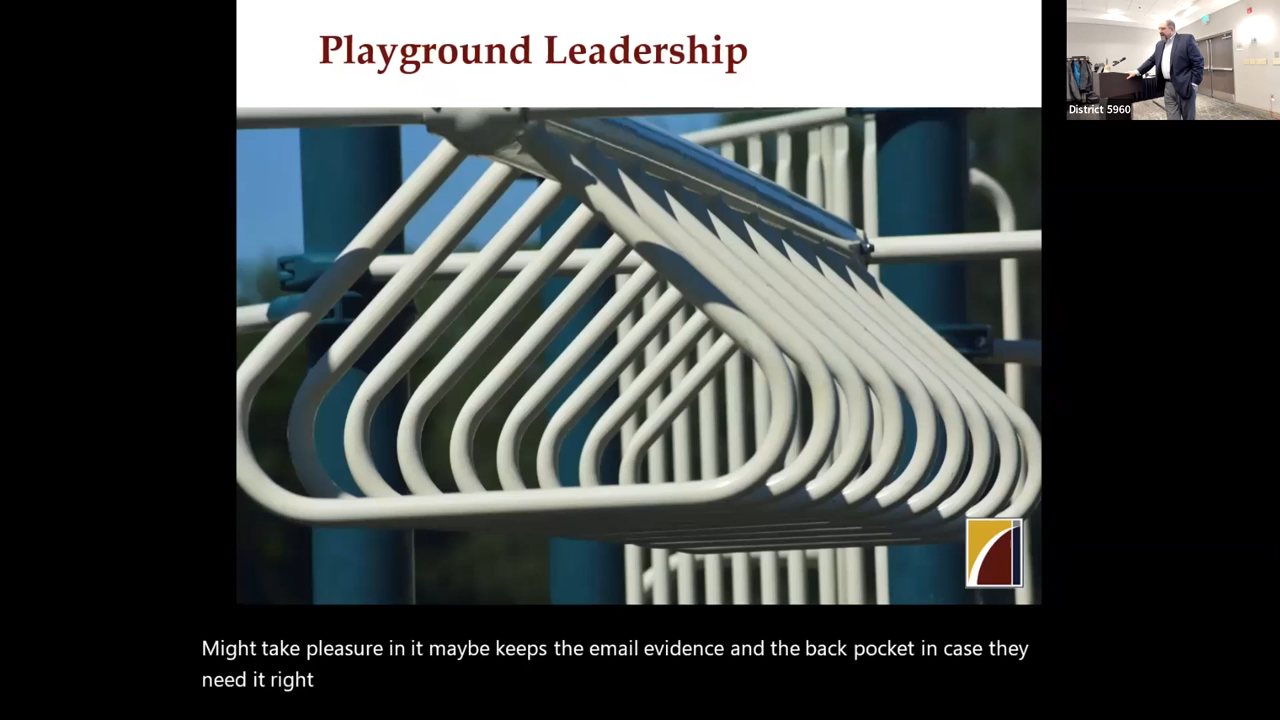 Playground Leadership
District 5960
Might take pleasure in it maybe keeps the email evidence and the back pocket in case they
need it right